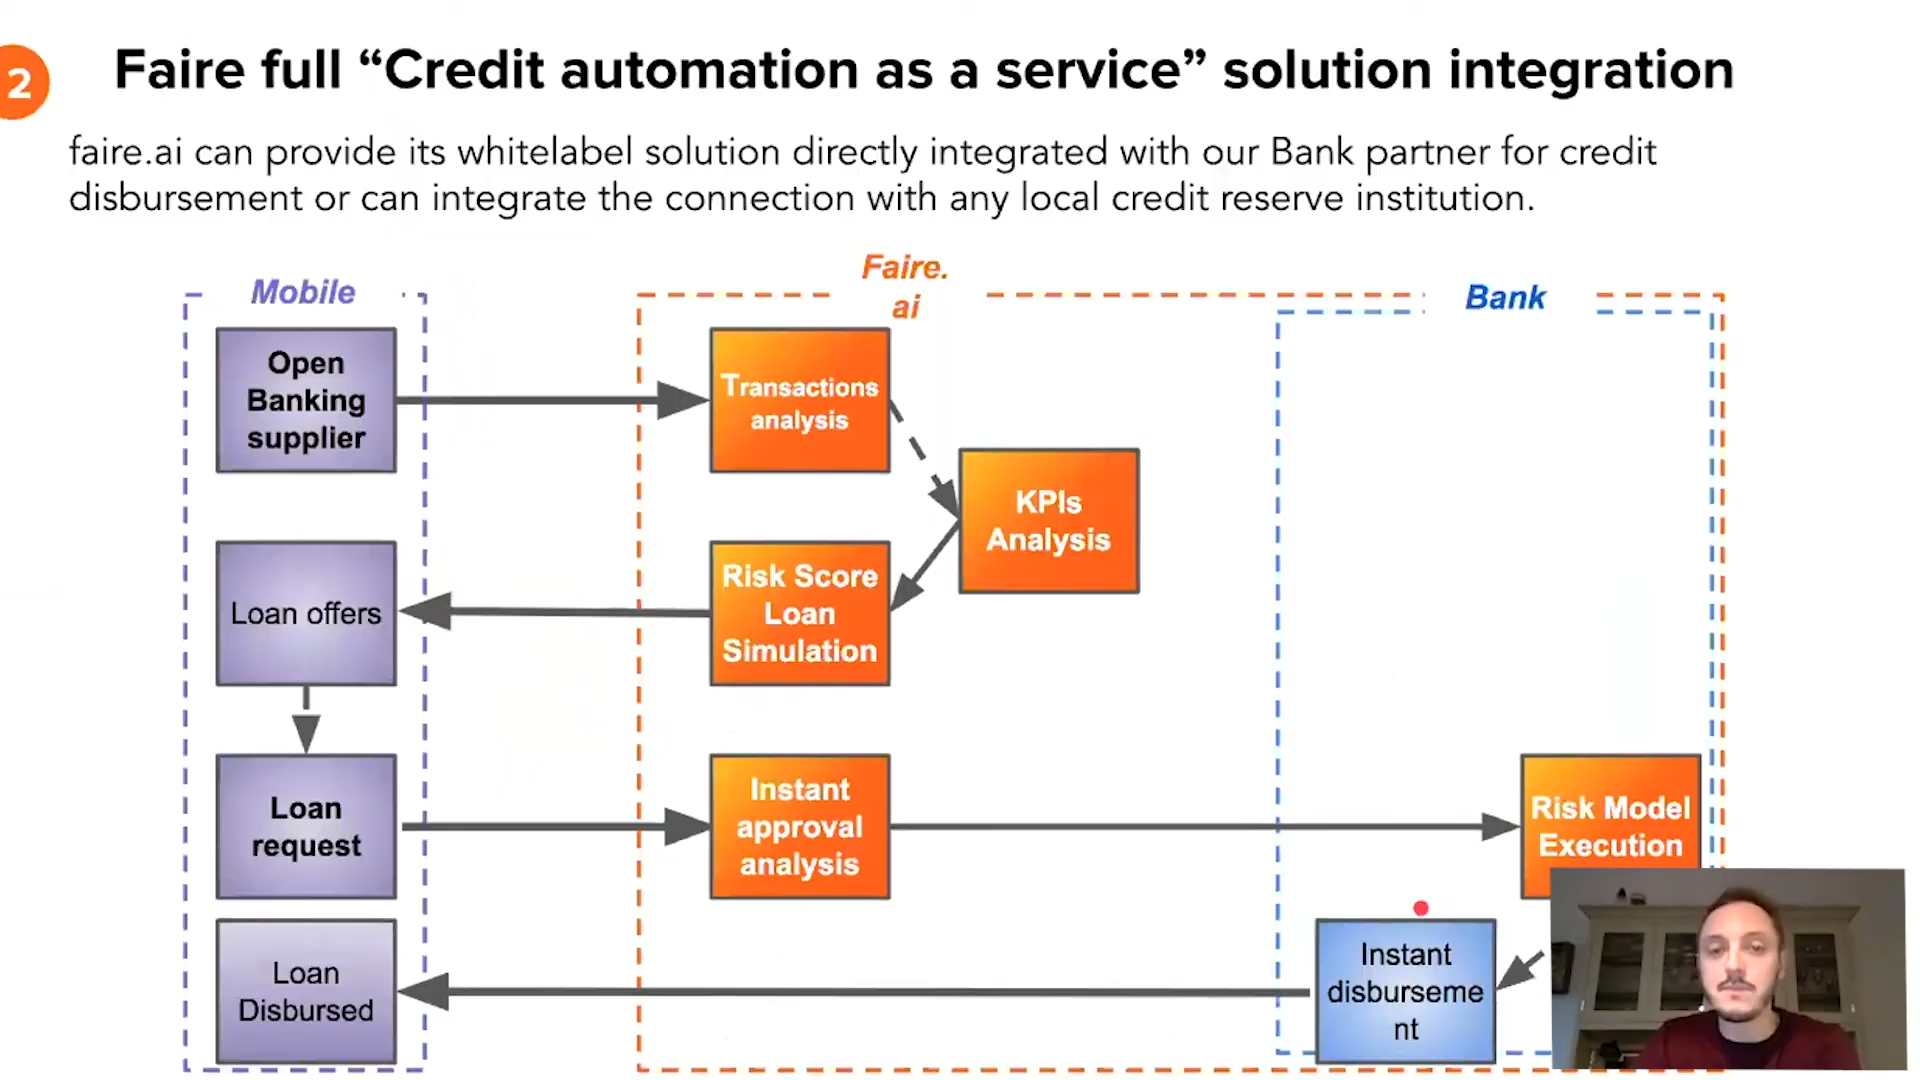 2
Faire full “Credit automation as a service” solution integration
faire.ai can provide its whitelabel solution directly integrated with our Bank partner for credit
disbursement or can integrate the connection with any local credit reserve institution.
Mobile
Faire.
ai
Bank
Open
Banking
supplier
Transactions
analysis
KPIs
Analysis
Loan offers
Risk Score
Loan
Simulation
Loan
request
Instant
approval
analysis
Risk Model
Execution
Loan
Disbursed
Instant
disburseme
nt